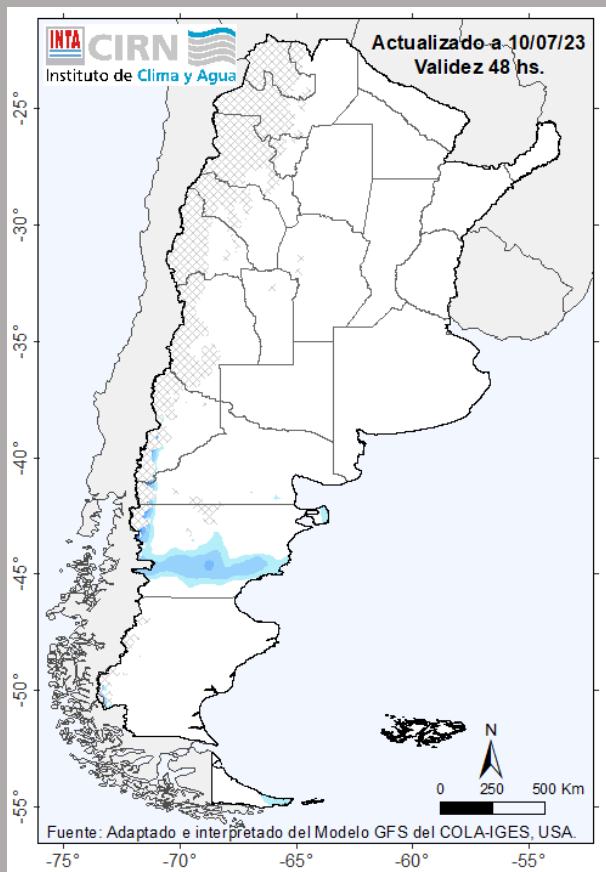 INTA CIRN
Instituto de Clima y Agua
Actualizado a 10/07/23
Validez 48 hs.
-25°
-30°
-35°
-40°
-45°
-50°
-55°
N
0 250 500 Km
Fuente: Adaptado e interpretado del Modelo GFS del COLA-IGES, USA.
-75° -70° -65° -60° -55°